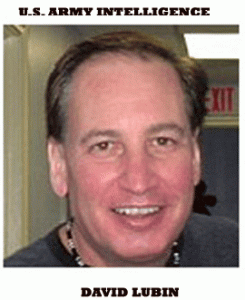 U.S. ARMY INTELLIGENCE
EXIT
DAVID LUBIN